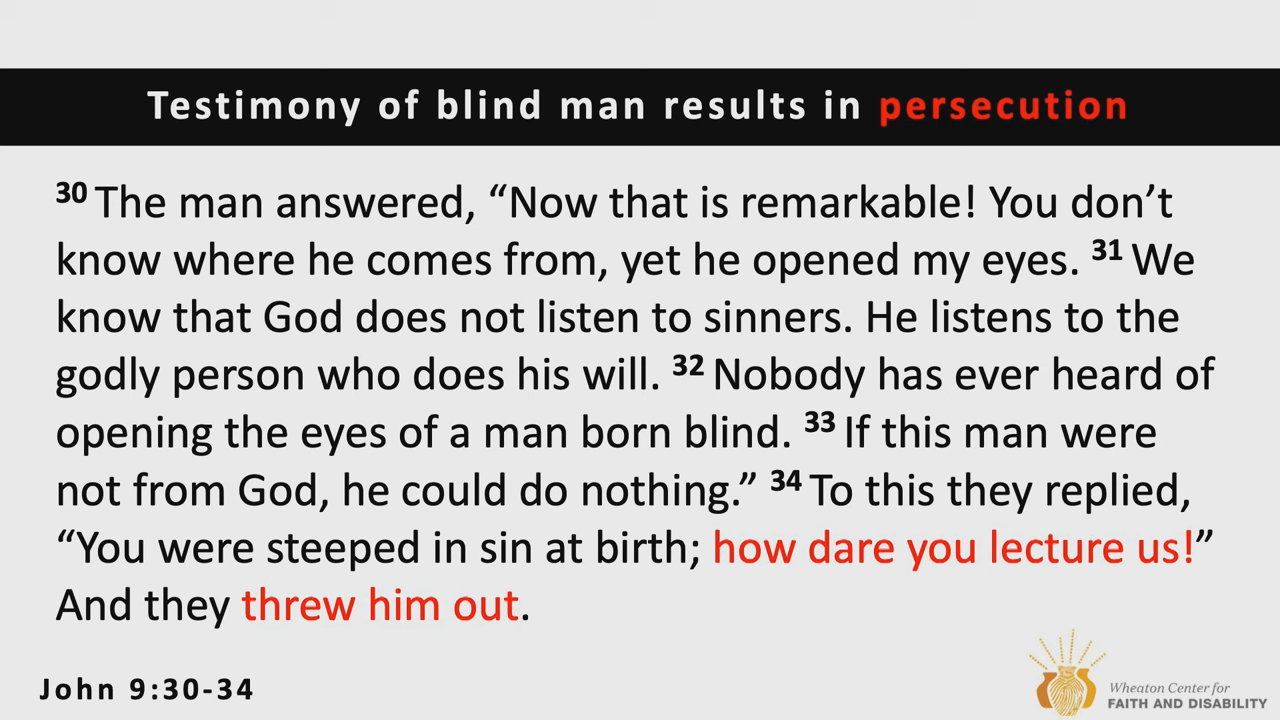 Testimony of blind man results in persecution
30 The man answered, “Now that is remarkable! You don’t
know where he comes from, yet he opened my eyes. 31 We
know that God does not listen to sinners. He listens to the
godly person who does his will. 32 Nobody has ever heard of
opening the eyes of a man born blind. 33 If this man were
not from God, he could do nothing.” 34 To this they replied,
“You were steeped in sin at birth; how dare you lecture us!”
And they threw him out.
John 9:30-34
Wheaton Center for
FAITH AND DISABILITY